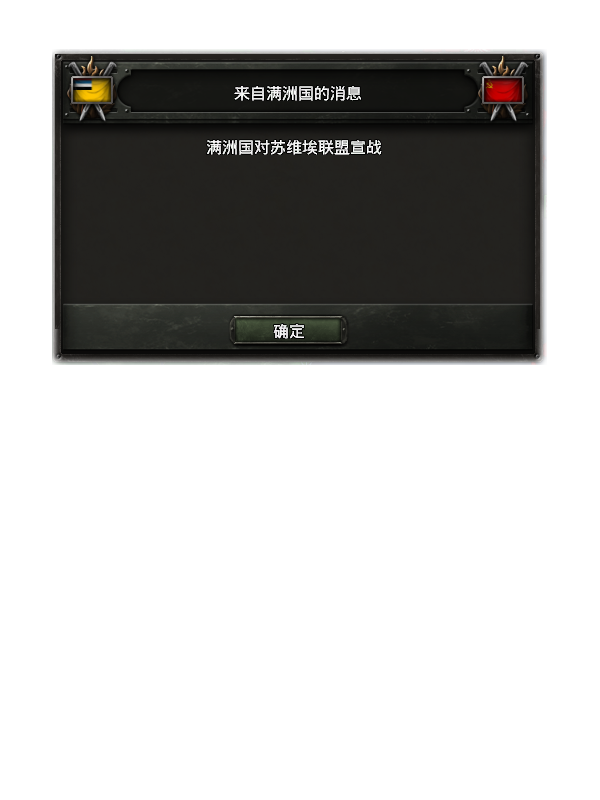 来自满洲国的消息
满洲国对苏维埃联盟宣战
确定